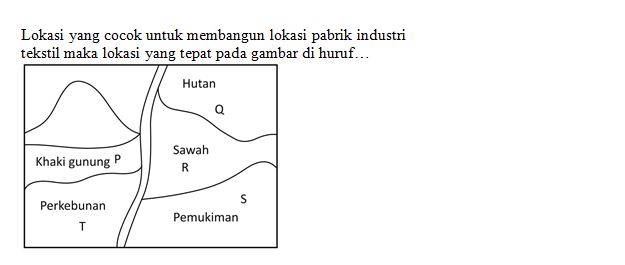 Lokasi yang cocok untuk membangun lokasi pabrik industri
tekstil maka lokasi yang tepat pada gambar di huruf…
Hutan
Q
Sawah
R
Khaki gunung P
S
Perkebunan
T
Pemukiman